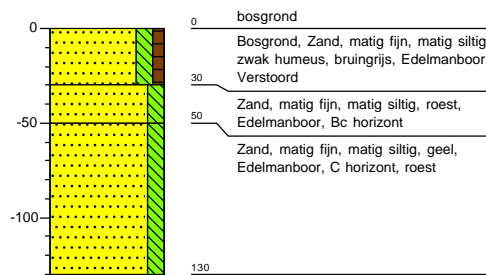 0
-50
-100
0
bosgrond
Bosgrond, Zand, matig fijn, matig siltig,
zwak humeus, bruingrijs, Edelmanboor,
Verstoord
30
Zand, matig fijn, matig siltig, roest,
Edelmanboor, Bc horizont
50
Zand, matig fijn, matig siltig, geel,
Edelmanboor, C horizont, roest
130